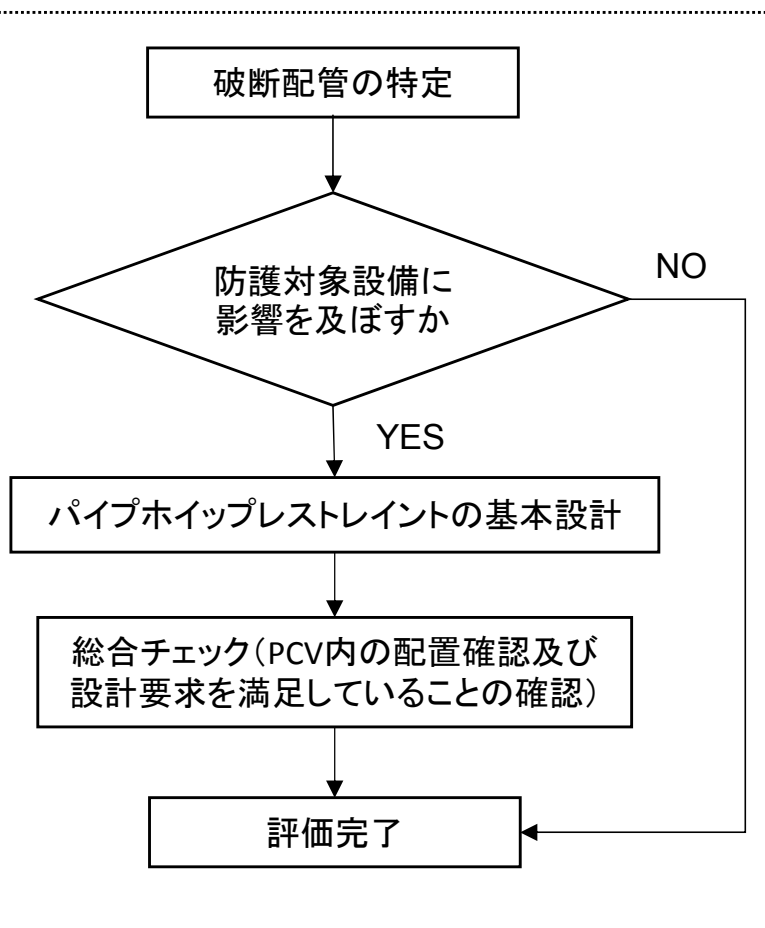 破断配管の特定
防護対象設備に
影響を及ぼすか
NO
YES
パイプホイップレストレイントの基本設計
総合チェック（PCV内の配置確認及び
設計要求を満足していることの確認）
評価完了